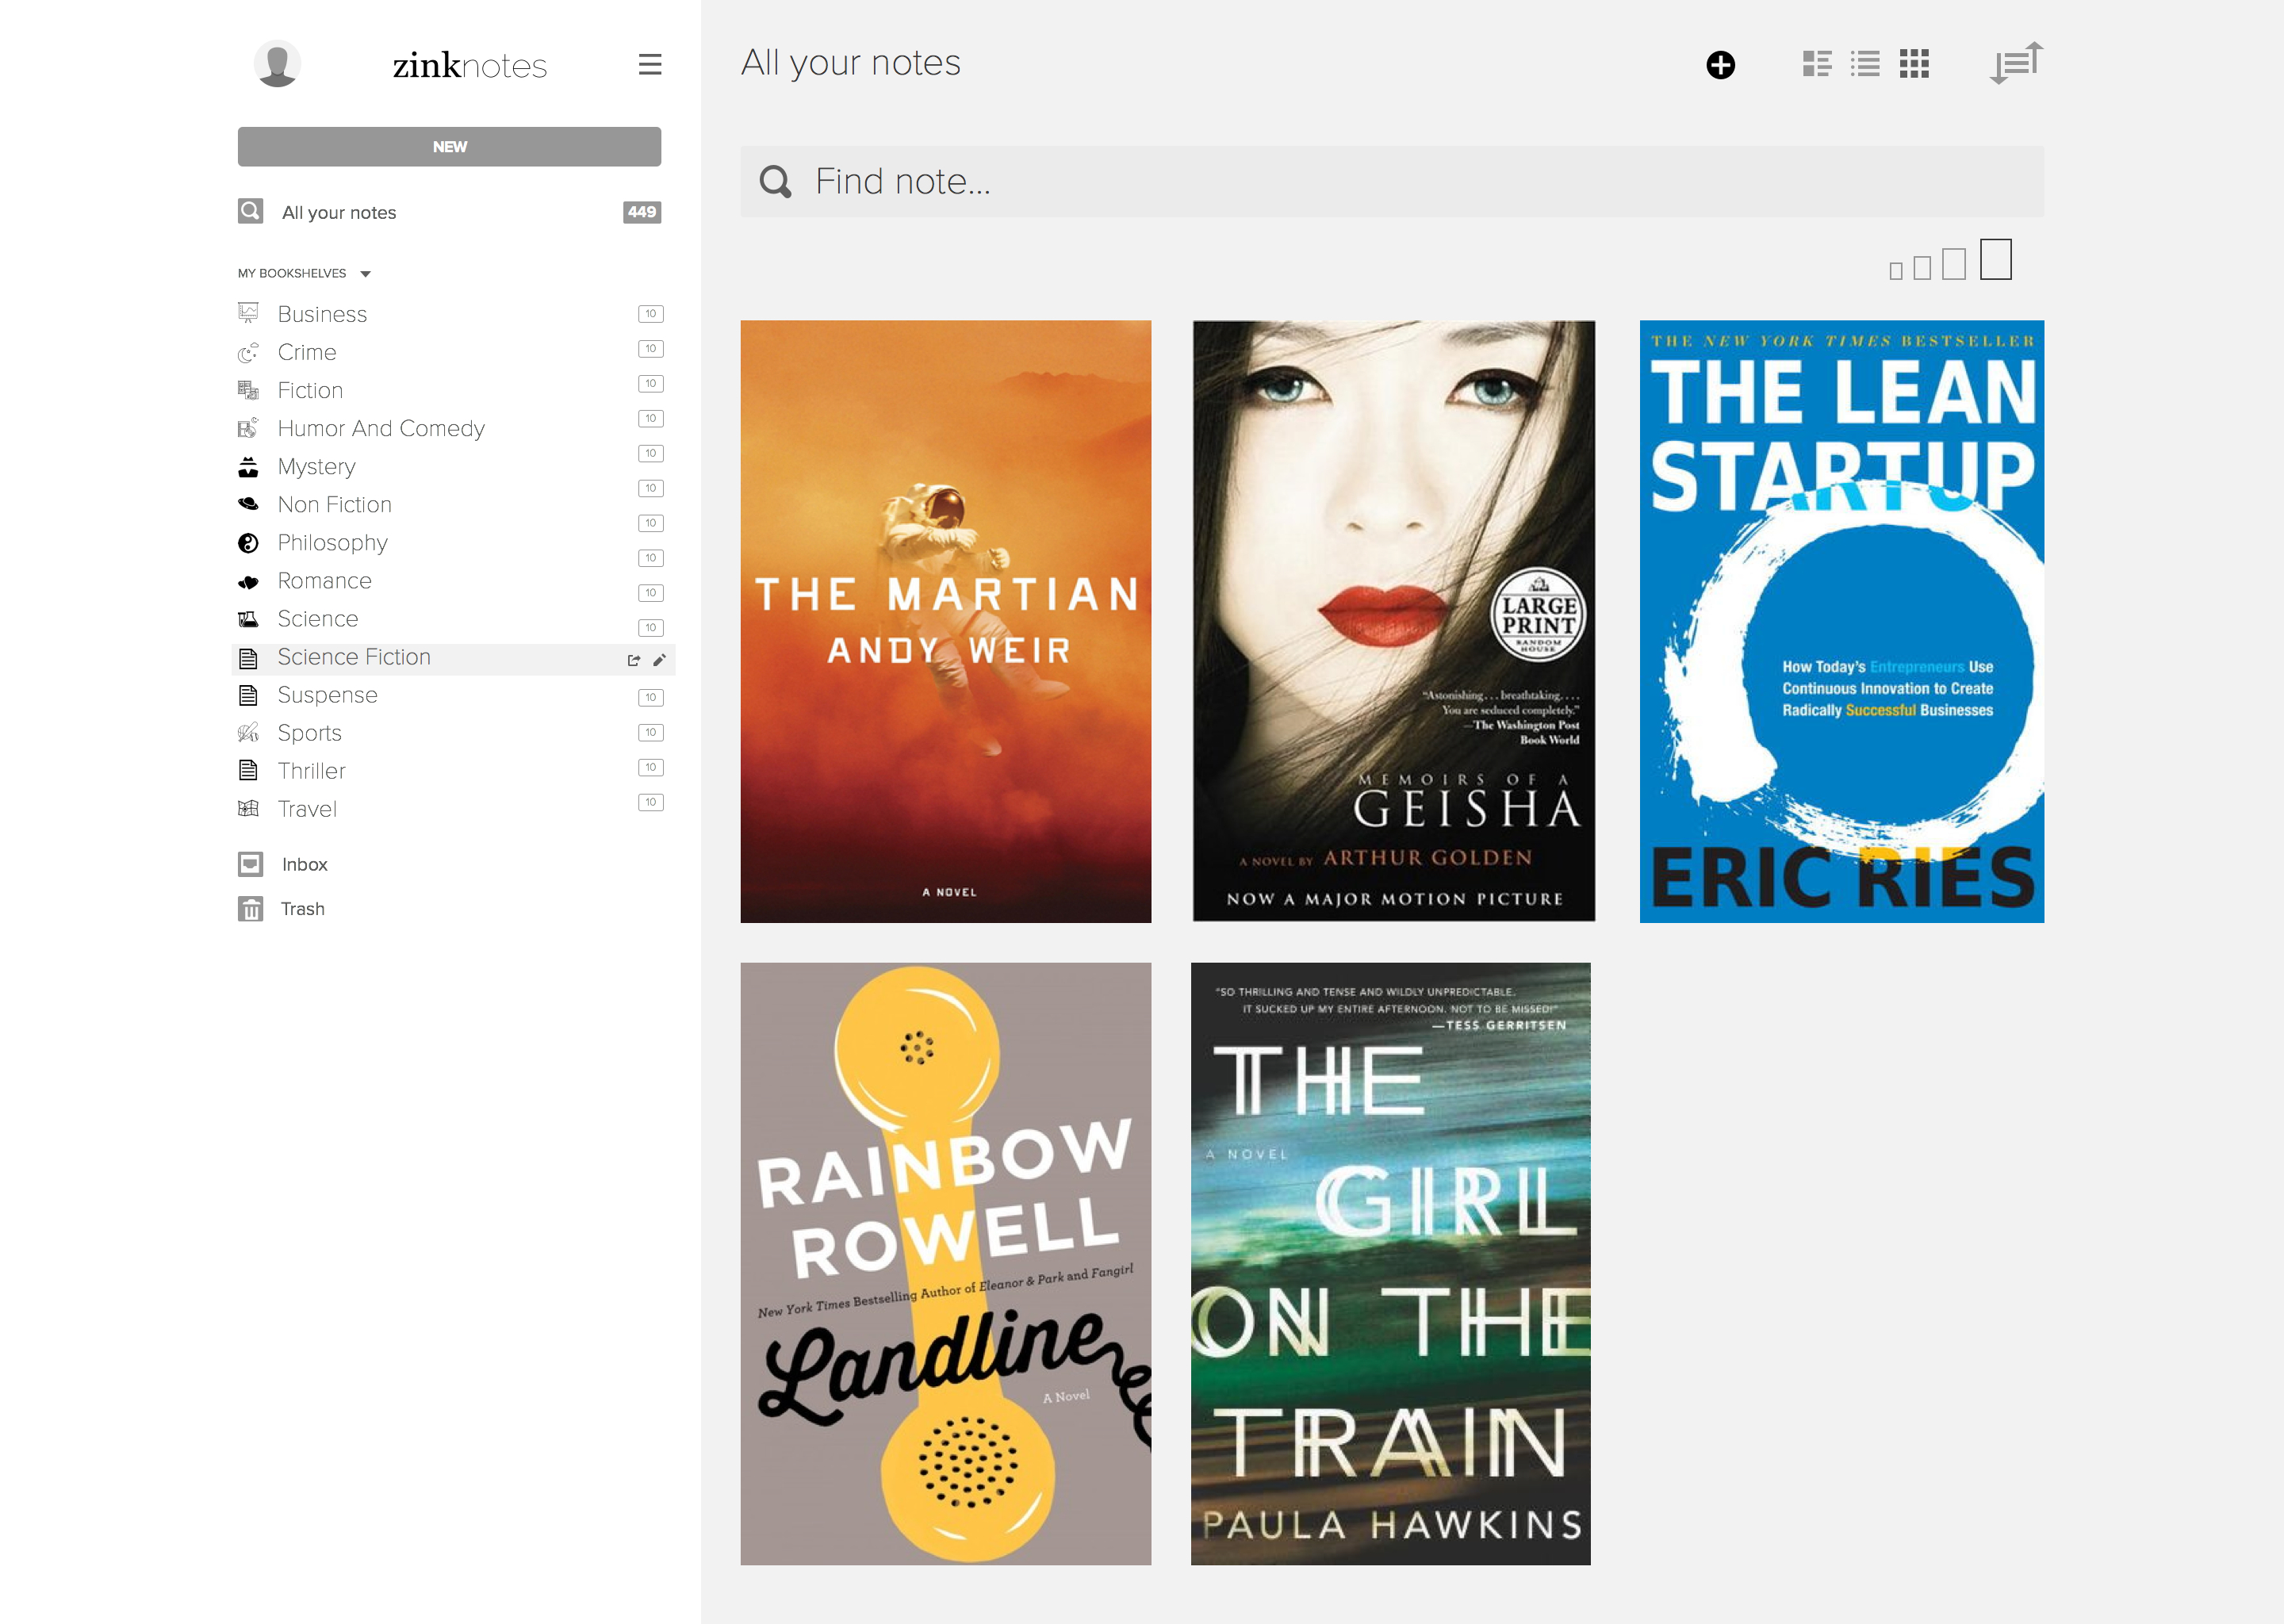 zinknotes
NEW
All your notes 449
MY BOOKSHELVES
Business 10
Crime 10
Fiction 10
Humor And Comedy 10
Mystery 10
Non Fiction 10
Philosophy 10
Romance 10
Science 10
10
Science Fiction
Suspense 10
Sports 10
Thriller 10
Travel 10
Inbox
Trash
All your notes
Find note...
THE MARTIAN
ANDY WEIR
A NOVEL
LARGE
PRINT
RANDOM
HOUSE
“Astonishing . . . breathtaking. . . .
You are seduced completely.”
—The Washington Post
Book World
MEMOIRS OF A
GEISHA
A NOVEL BY ARTHUR GOLDEN
NOW A MAJOR MOTION PICTURE
THE NEW YORK TIMES BESTSELLER
THE LEAN
STARTUP
How Today's Entrepreneurs Use
Continuous Innovation to Create
Radically Successful Businesses
ERIC RIES
RAINBOW
ROWELL
New York Times Bestselling Author of Eleanor & Park and Fangirl
Landline
A Novel
“SO THRILLING AND TENSE AND WILDLY UNPREDICTABLE.
IT SUCKED UP MY ENTIRE AFTERNOON. NOT TO BE MISSED!”
—TESS GERRITSEN
THE
A NOVEL
GIRL
ON THE
TRAIN
PAULA HAWKINS